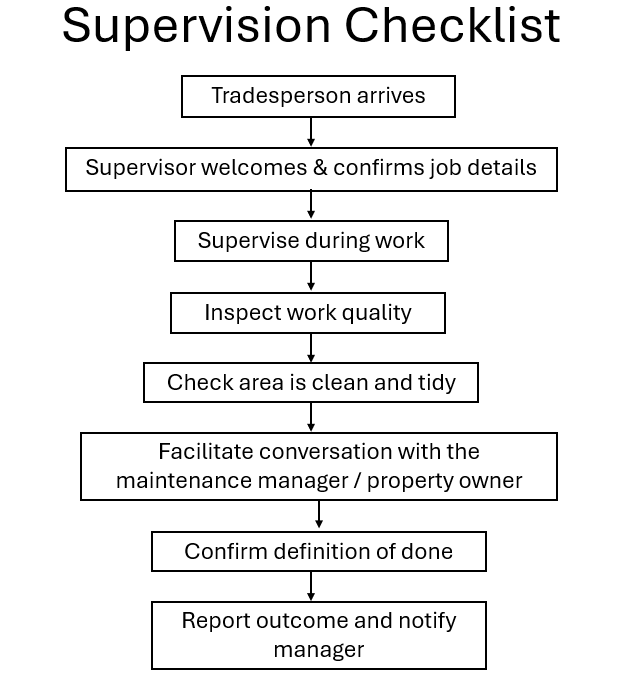 Supervision Checklist
Tradesperson arrives
Supervisor welcomes & confirms job details
Supervise during work
Inspect work quality
Check area is clean and tidy
Facilitate conversation with the
maintenance manager / property owner
Confirm definition of done
Report outcome and notify
manager